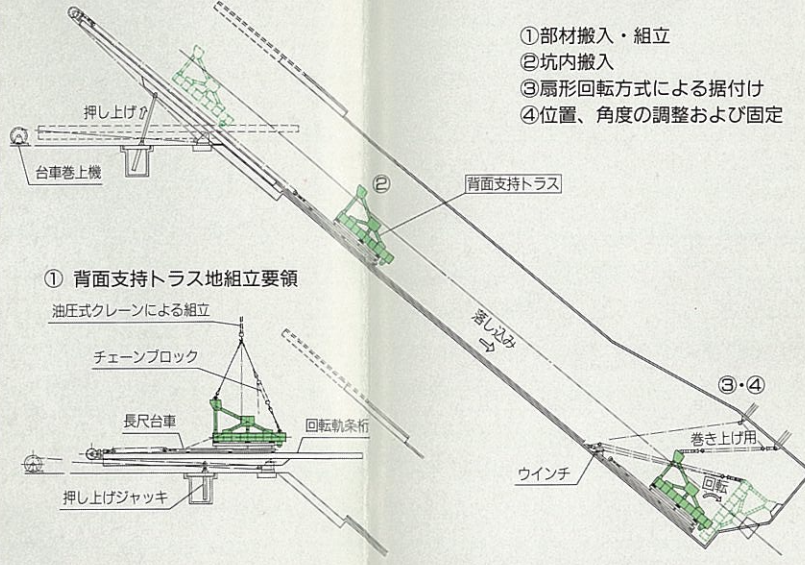 ①部材搬入・組立
②坑内搬入
③扇形回転方式による据付け
④位置、角度の調整および固定
押し上げ
台車巻上機
②
背面支持トラス
① 背面支持トラス地組立要領
油圧式クレーンによる組立
チェーンブロック
長尺台車
回転軌条桁
押し上げジャッキ
落し込み
③・④
巻き上げ用
ウインチ
回転